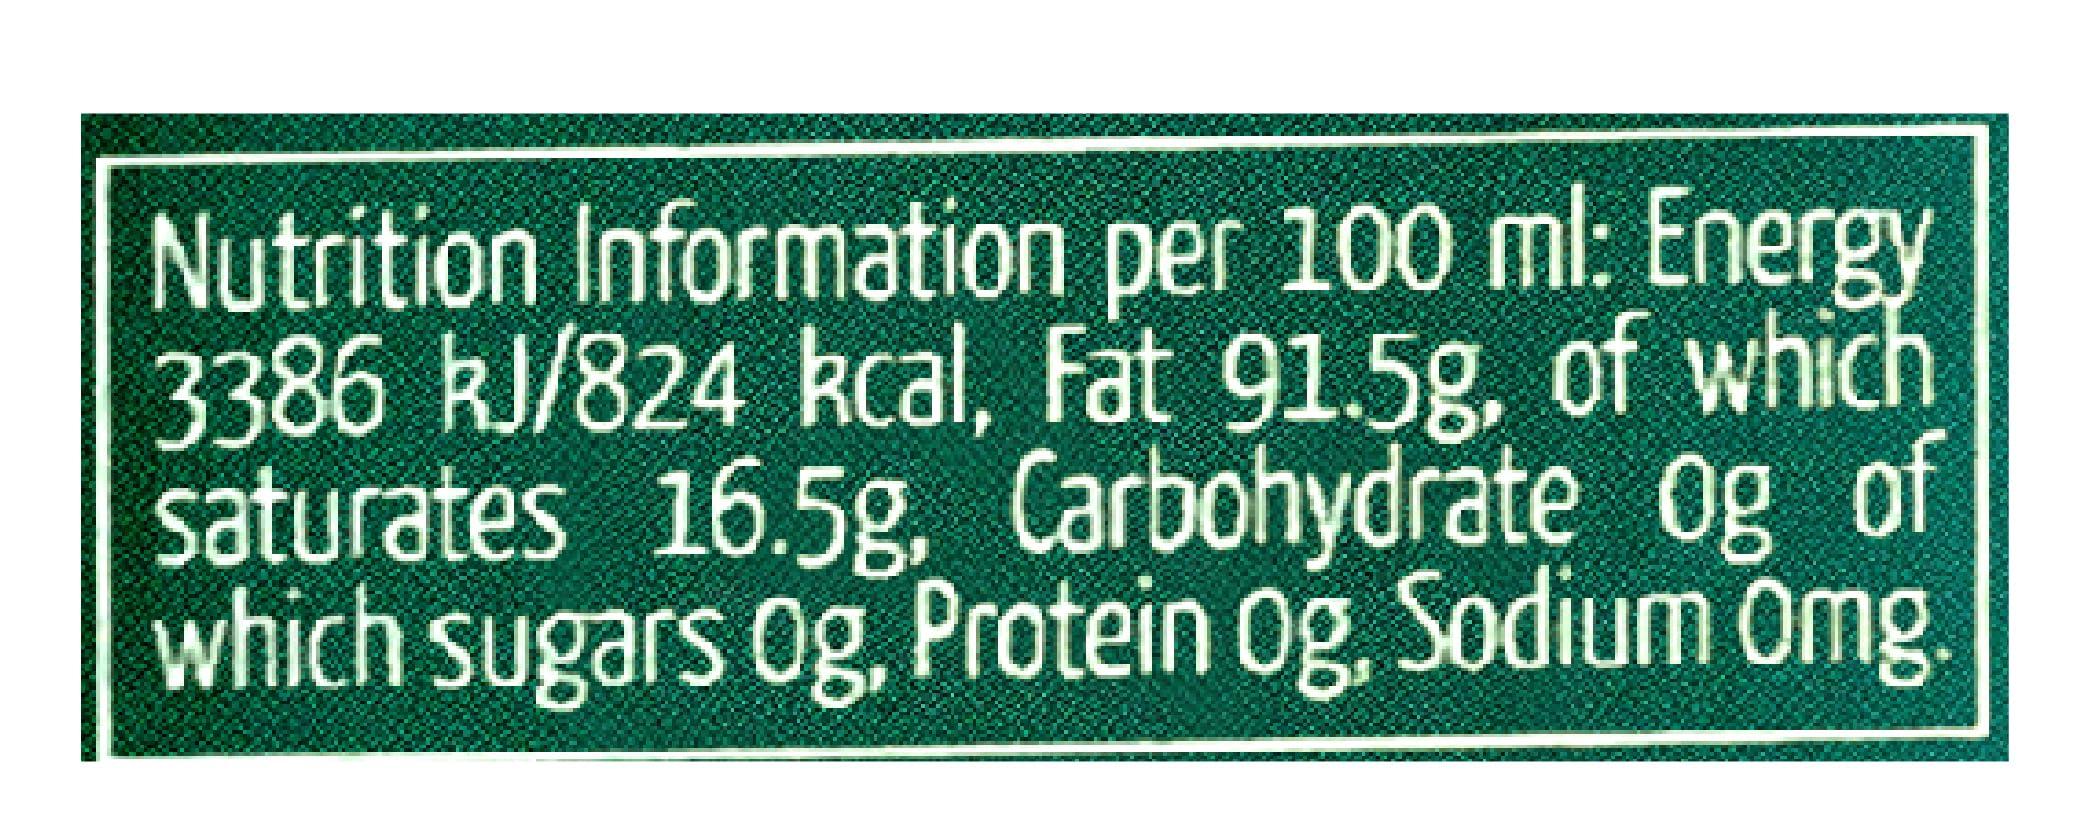 Nutrition Information per 100 ml: Energy
3386 kJ/824 kcal, Fat 91.5g, of which
saturates 16.5g, Carbohydrate 0g of
which sugars 0g, Protein 0g, Sodium 0mg.